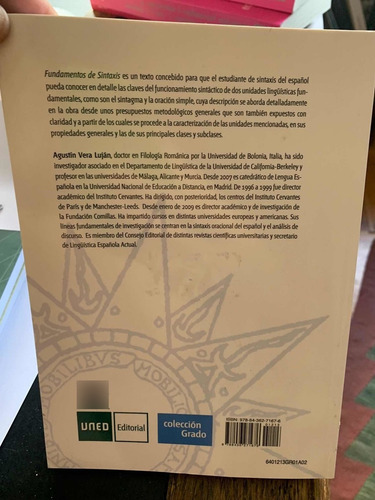 Fundamentos de Sintaxis es un texto concebido para que el estudiante de sintaxis del español
pueda conocer en detalle las claves del funcionamiento sintáctico de dos unidades lingüísticas fun-
damentales, como son el sintagma y la oración simple, cuya descripción se aborda detalladamente
en la obra desde unos presupuestos metodológicos generales que son también expuestos con
claridad y a partir de los cuales se procede a la caracterización de las unidades mencionadas, en sus
propiedades generales y las de sus principales clases y subclases.
Agustín Vera Luján, doctor en Filología Románica por la Universidad de Bolonia, Italia, ha sido
investigador asociado en el Departamento de Lingüística de la Universidad de California-Berkeley y
profesor en las universidades de Málaga, Alicante y Murcia. Desde 2007 es catedrático de Lengua Es-
pañola en la Universidad Nacional de Educación a Distancia, en Madrid. De 1996 a 1999 fue director
académico del Instituto Cervantes. Ha dirigido, con posterioridad, los centros del Instituto Cervantes
de París y de Manchester-Leeds. Desde enero de 2009 es director académico y de investigación de
la Fundación Comillas. Ha impartido cursos en distintas universidades europeas y americanas. Sus
líneas fundamentales de investigación se centran en la sintaxis oracional del español y el análisis de
discurso. Es miembro del Consejo Editorial de distintas revistas científicas universitarias y secretario
de Lingüística Española Actual.
MOBILIBUS MOBIL
UNED Editorial
colección
Grado
6401213GR01A02